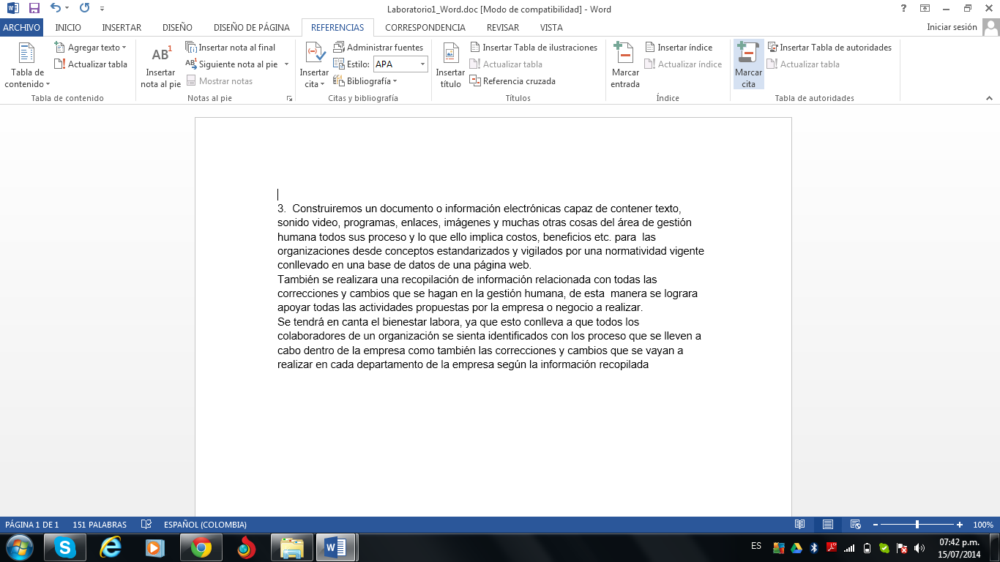 Laboratorio1_Word.doc [Modo de compatibilidad] - Word
ARCHIVO INICIO INSERTAR DISEÑO DISEÑO DE PÁGINA REFERENCIAS CORRESPONDENCIA REVISAR VISTA Iniciar sesión
Tabla de contenido
Agregar texto
Actualizar tabla
Tabla de contenido
AB1
Insertar nota al pie
Insertar nota al final
Siguiente nota al pie
Mostrar notas
Notas al pie
Insertar cita
Administrar fuentes
Estilo: APA
Bibliografía
Citas y bibliografía
Insertar título
Insertar Tabla de ilustraciones
Actualizar tabla
Referencia cruzada
Títulos
Marcar entrada
Insertar índice
Actualizar índice
Índice
Marcar cita
Insertar Tabla de autoridades
Actualizar tabla
Tabla de autoridades
3.  Construiremos un documento o información electrónicas capaz de contener texto,
sonido video, programas, enlaces, imágenes y muchas otras cosas del área de gestión
humana todos sus proceso y lo que ello implica costos, beneficios etc. para  las
organizaciones desde conceptos estandarizados y vigilados por una normatividad vigente
conllevado en una base de datos de una página web.
También se realizara una recopilación de información relacionada con todas las
correcciones y cambios que se hagan en la gestión humana, de esta  manera se lograra
apoyar todas las actividades propuestas por la empresa o negocio a realizar.
Se tendrá en canta el bienestar labora, ya que esto conlleva a que todos los
colaboradores de un organización se sienta identificados con los proceso que se lleven a
cabo dentro de la empresa como también las correcciones y cambios que se vayan a
realizar en cada departamento de la empresa según la información recopilada
PÁGINA 1 DE 1 151 PALABRAS ESPAÑOL (COLOMBIA) 100%
ES
07:42 p.m.
15/07/2014